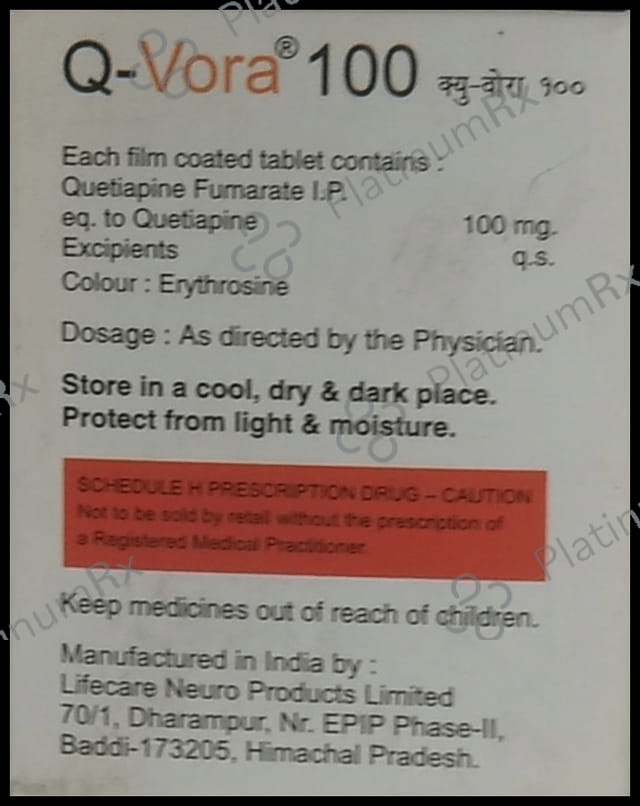 Q-Vora® 100 क्यु-वोरा १००
Each film coated tablet contains :
Quetiapine Fumarate I.P.
eq. to Quetiapine 100 mg.
Excipients q.s.
Colour : Erythrosine
Dosage : As directed by the Physician.
Store in a cool, dry & dark place.
Protect from light & moisture.
SCHEDULE H PRESCRIPTION DRUG – CAUTION
Not to be sold by retail without the prescription of
a Registered Medical Practitioner.
Keep medicines out of reach of children.
Manufactured in India by :
Lifecare Neuro Products Limited
70/1, Dharampur, Nr. EPIP Phase-II,
Baddi-173205, Himachal Pradesh.
PlatinumRx
PlatinumRx